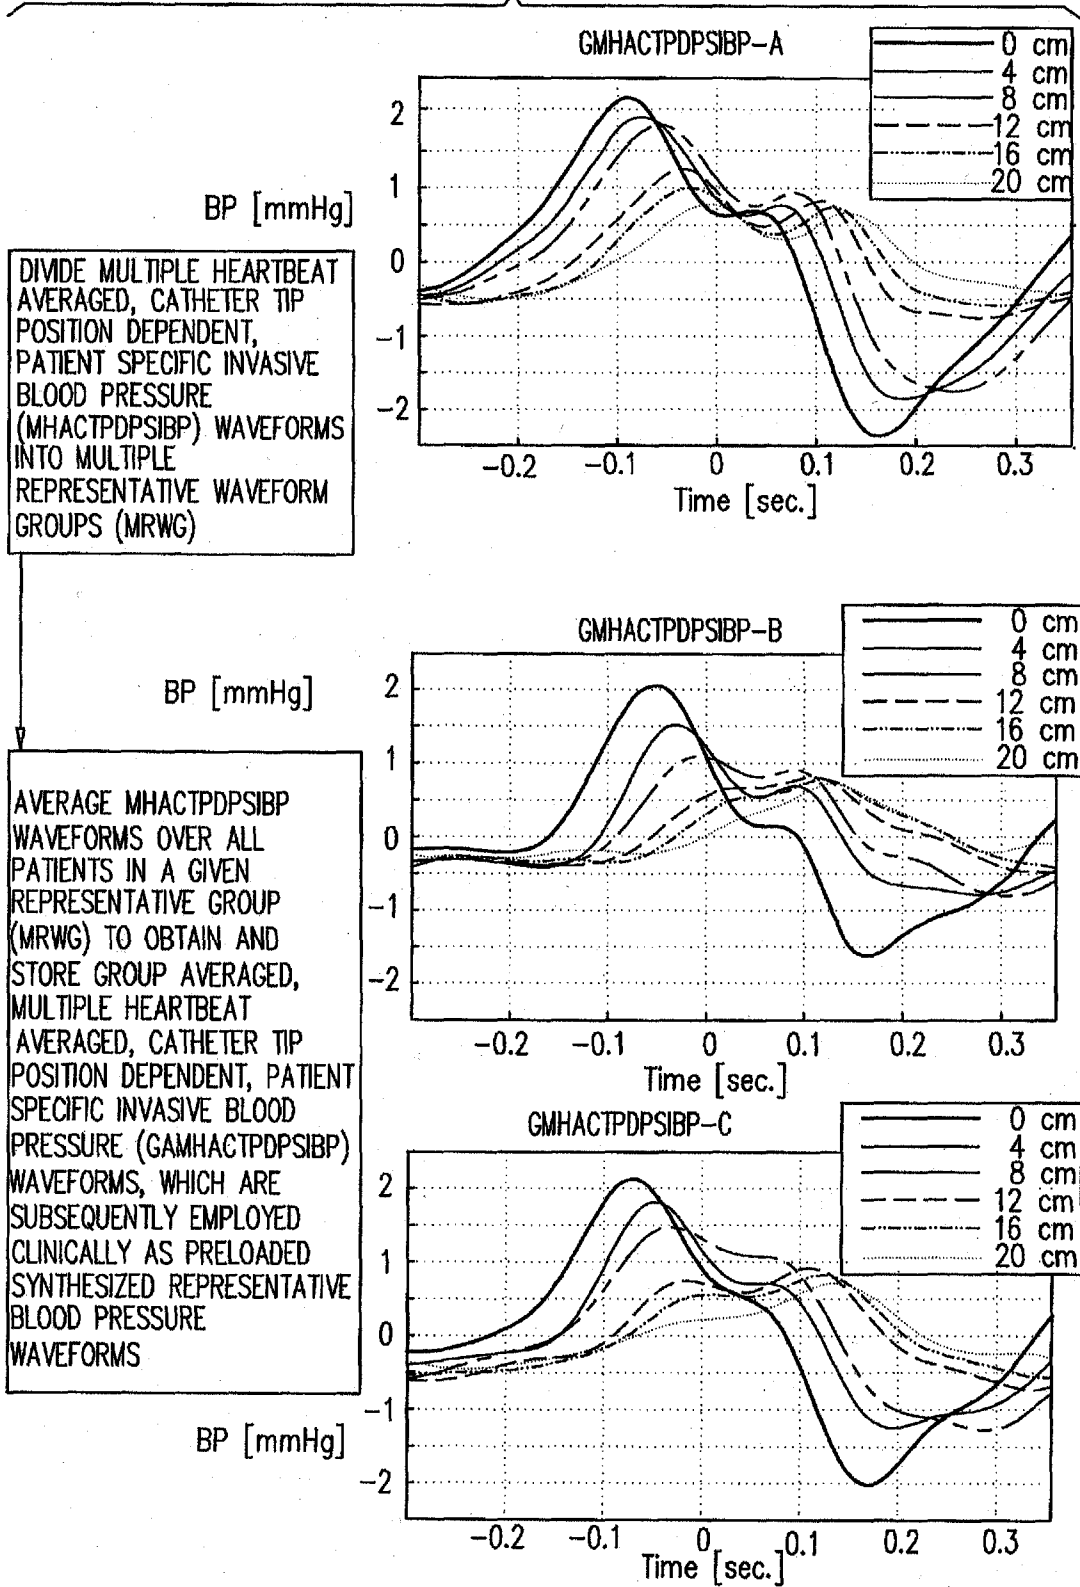 GMHACTPDPSIBP-A
0 cm
4 cm
8 cm
12 cm
16 cm
20 cm
BP [mmHg]
2
1
0
-1
-2
-0.2
-0.1
0
0.1
0.2
0.3
Time [sec.]
DIVIDE MULTIPLE HEARTBEAT
AVERAGED, CATHETER TIP
POSITION DEPENDENT,
PATIENT SPECIFIC INVASIVE
BLOOD PRESSURE
(MHACTPDPSIBP) WAVEFORMS
INTO MULTIPLE
REPRESENTATIVE WAVEFORM
GROUPS (MRWG)
GMHACTPDPSIBP-B
0 cm
4 cm
8 cm
12 cm
16 cm
20 cm
BP [mmHg]
2
1
0
-1
-2
-0.2
-0.1
0
0.1
0.2
0.3
Time [sec.]
AVERAGE MHACTPDPSIBP
WAVEFORMS OVER ALL
PATIENTS IN A GIVEN
REPRESENTATIVE GROUP
(MRWG) TO OBTAIN AND
STORE GROUP AVERAGED,
MULTIPLE HEARTBEAT
AVERAGED, CATHETER TIP
POSITION DEPENDENT, PATIENT
SPECIFIC INVASIVE BLOOD
PRESSURE (GAMHACTPDPSIBP)
WAVEFORMS, WHICH ARE
SUBSEQUENTLY EMPLOYED
CLINICALLY AS PRELOADED
SYNTHESIZED REPRESENTATIVE
BLOOD PRESSURE
WAVEFORMS
GMHACTPDPSIBP-C
0 cm
4 cm
8 cm
12 cm
16 cm
20 cm
2
1
0
-1
-2
BP [mmHg]
-0.2
-0.1
0
0.1
0.2
0.3
Time [sec.]